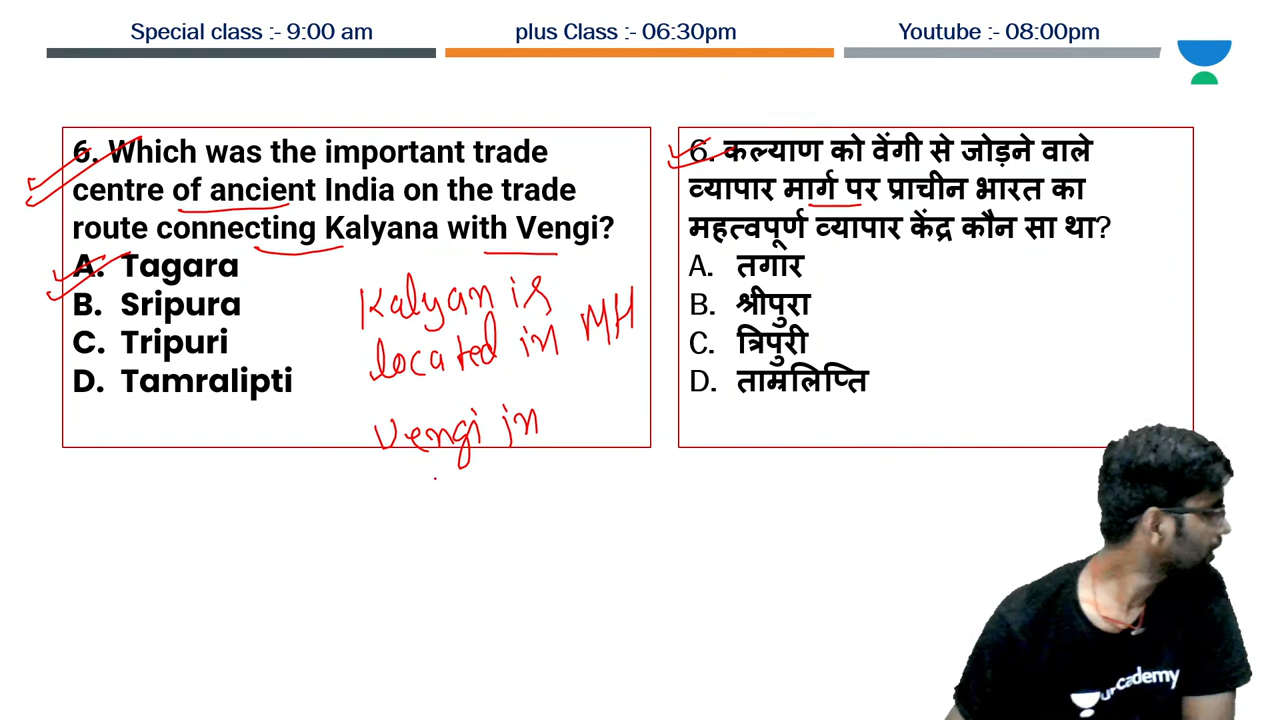 Special class :- 9:00 am
plus Class :- 06:30pm
Youtube :- 08:00pm
6. Which was the important trade
centre of ancient India on the trade
route connecting Kalyana with Vengi?
A. Tagara
B. Sripura
C. Tripuri
D. Tamralipti
Kalyan is
located in MH
Vengi in
6. कल्याण को वेंगी से जोड़ने वाले
व्यापार मार्ग पर प्राचीन भारत का
महत्वपूर्ण व्यापार केंद्र कौन सा था?
A. तगार
B. श्रीपुरा
C. त्रिपुरी
D. ताम्रलिप्ति